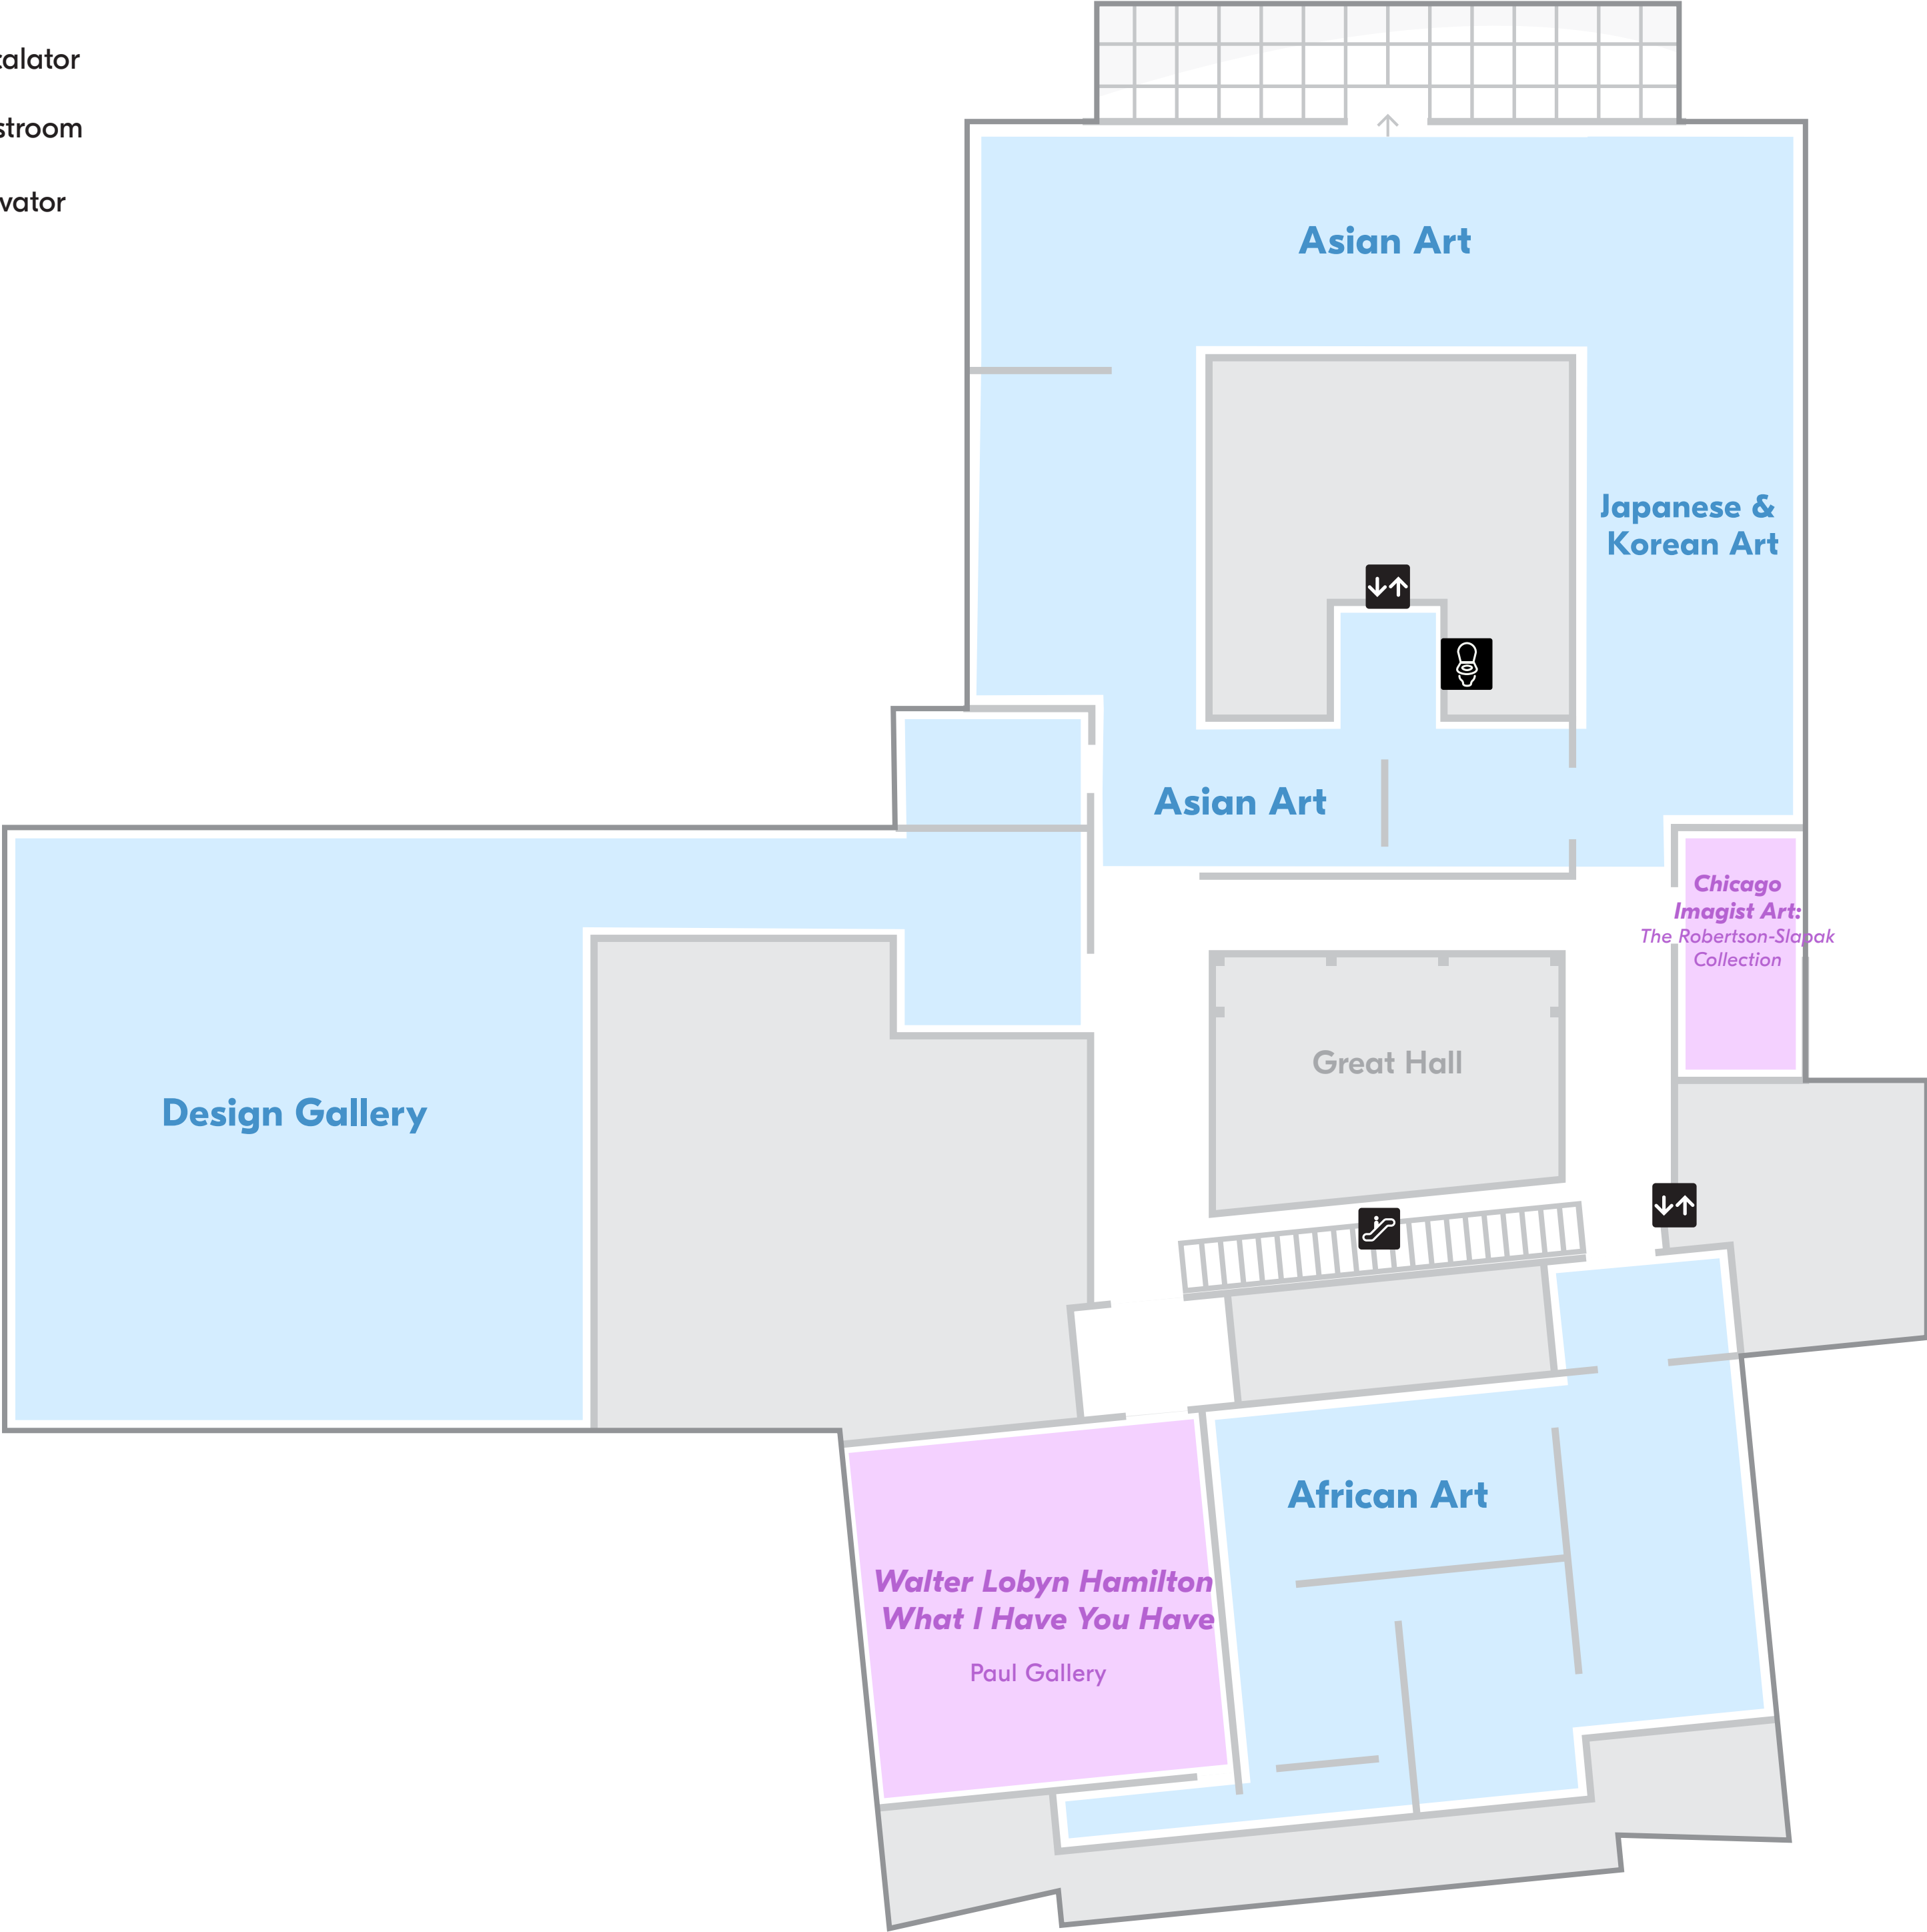 calator
stroom
vator
Asian Art
Japanese &
Korean Art
Asian Art
Chicago
Imagist Art:
The Robertson-Slapak
Collection
Great Hall
Design Gallery
African Art
Walter Lobyn Hamilton
What I Have You Have
Paul Gallery